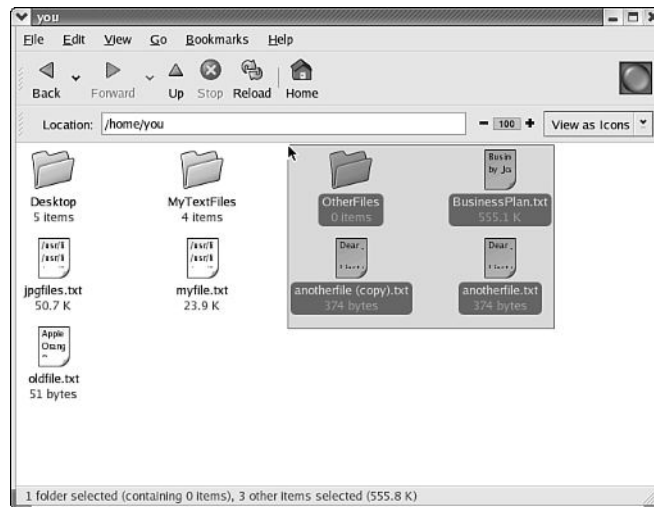 you
File Edit View Go Bookmarks Help
Back Forward Up Stop Reload Home
Location: /home/you 100 View as Icons
Desktop MyTextFiles OtherFiles BusinessPlan.txt
5 items 4 items 0 items 555.1 K
jpgfiles.txt myfile.txt anotherfile (copy).txt anotherfile.txt
50.7 K 23.9 K 374 bytes 374 bytes
oldfile.txt
51 bytes
1 folder selected (containing 0 items), 3 other items selected (555.8 K)